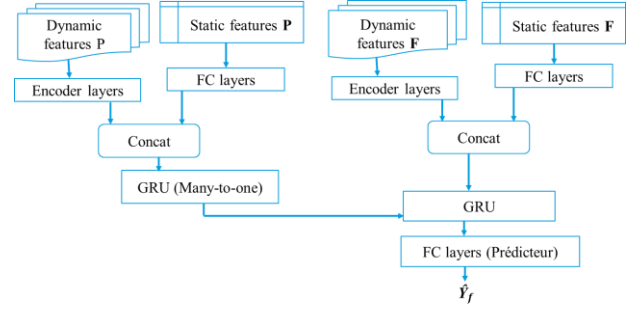 Dynamic
features P
Static features P
Dynamic
features F
Static features F
Encoder layers
FC layers
Encoder layers
FC layers
Concat
Concat
GRU (Many-to-one)
GRU
FC layers (Prédicteur)
Ŷf